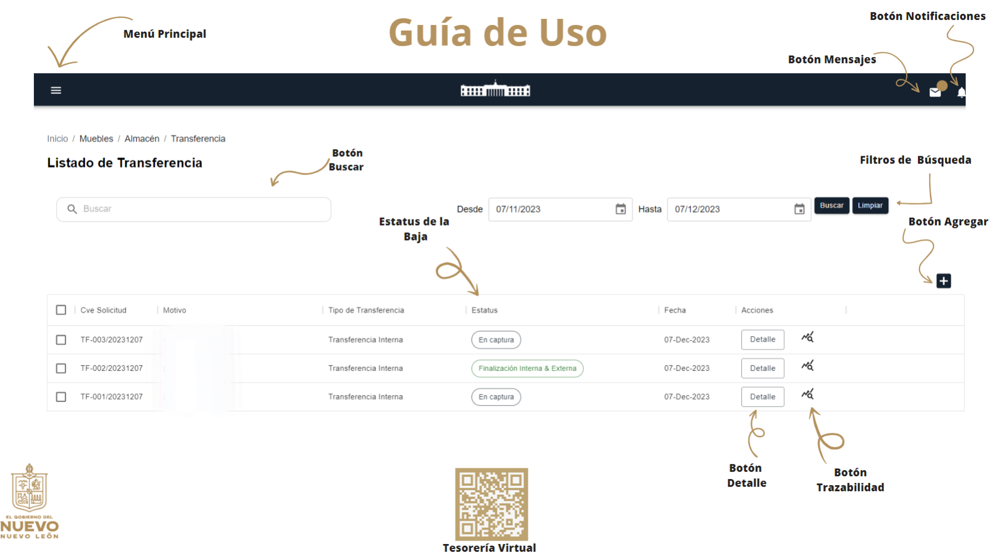 Guía de Uso
Menú Principal
Botón Notificaciones
Botón Mensajes
Inicio / Muebles / Almacén / Transferencia
Listado de Transferencia
Botón
Buscar
Filtros de Búsqueda
Buscar
Desde 07/11/2023 Hasta 07/12/2023 Buscar Limpiar
Estatus de la
Baja
Botón Agregar
Cve Solicitud Motivo Tipo de Transferencia Estatus Fecha Acciones
TF-003/20231207 Transferencia Interna En captura 07-Dec-2023 Detalle
TF-002/20231207 Transferencia Interna Finalización Interna & Externa 07-Dec-2023 Detalle
TF-001/20231207 Transferencia Interna En captura 07-Dec-2023 Detalle
Botón
Detalle
Botón
Trazabilidad
EL GOBIERNO DEL
NUEVO
NUEVO LEÓN
Tesorería Virtual